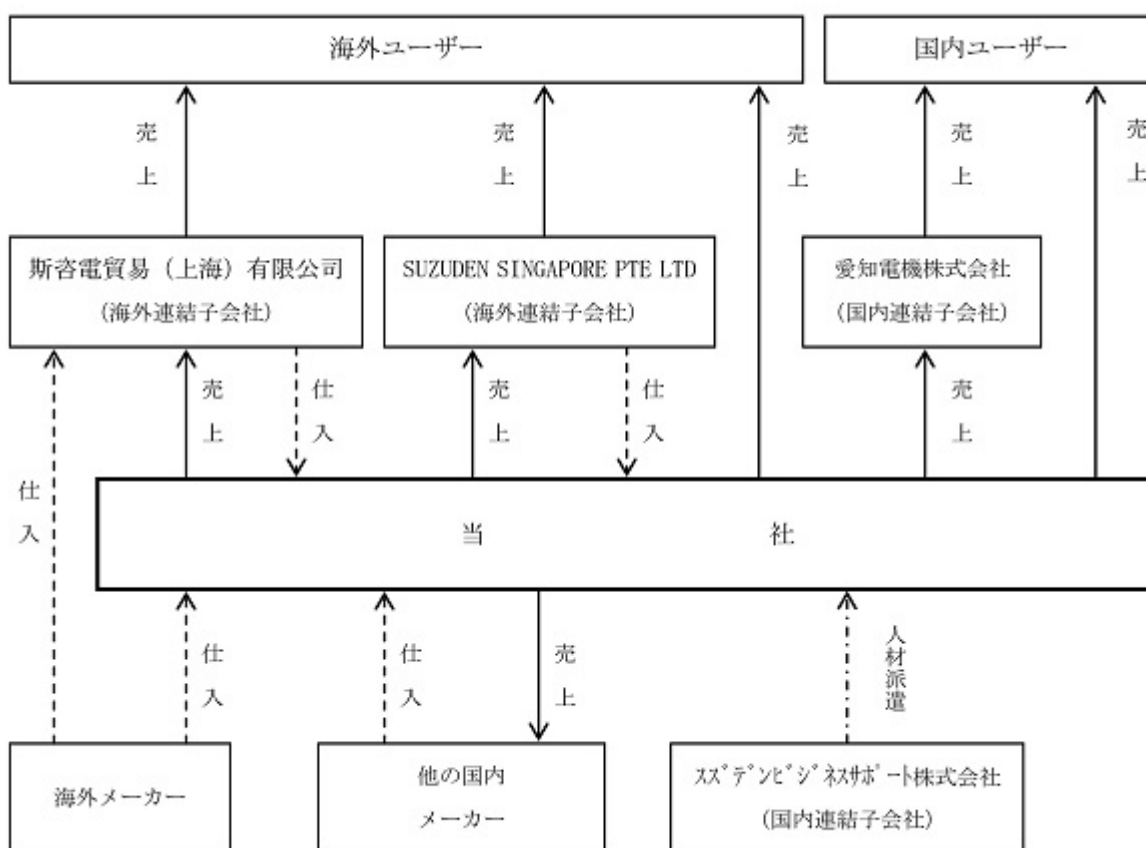 海外ユーザー
国内ユーザー
売上
売上
売上
売上
売上
斯咨電貿易（上海）有限公司
（海外連結子会社）
SUZUDEN SINGAPORE PTE LTD
（海外連結子会社）
愛知電機株式会社
（国内連結子会社）
売上
仕入
売上
仕入
売上
仕入
当社
仕入
仕入
売上
人材派遣
海外メーカー
他の国内
メーカー
ｽｽﾞﾃﾞﾝﾋﾞｼﾞﾈｽｻﾎﾟｰﾄ株式会社
（国内連結子会社）